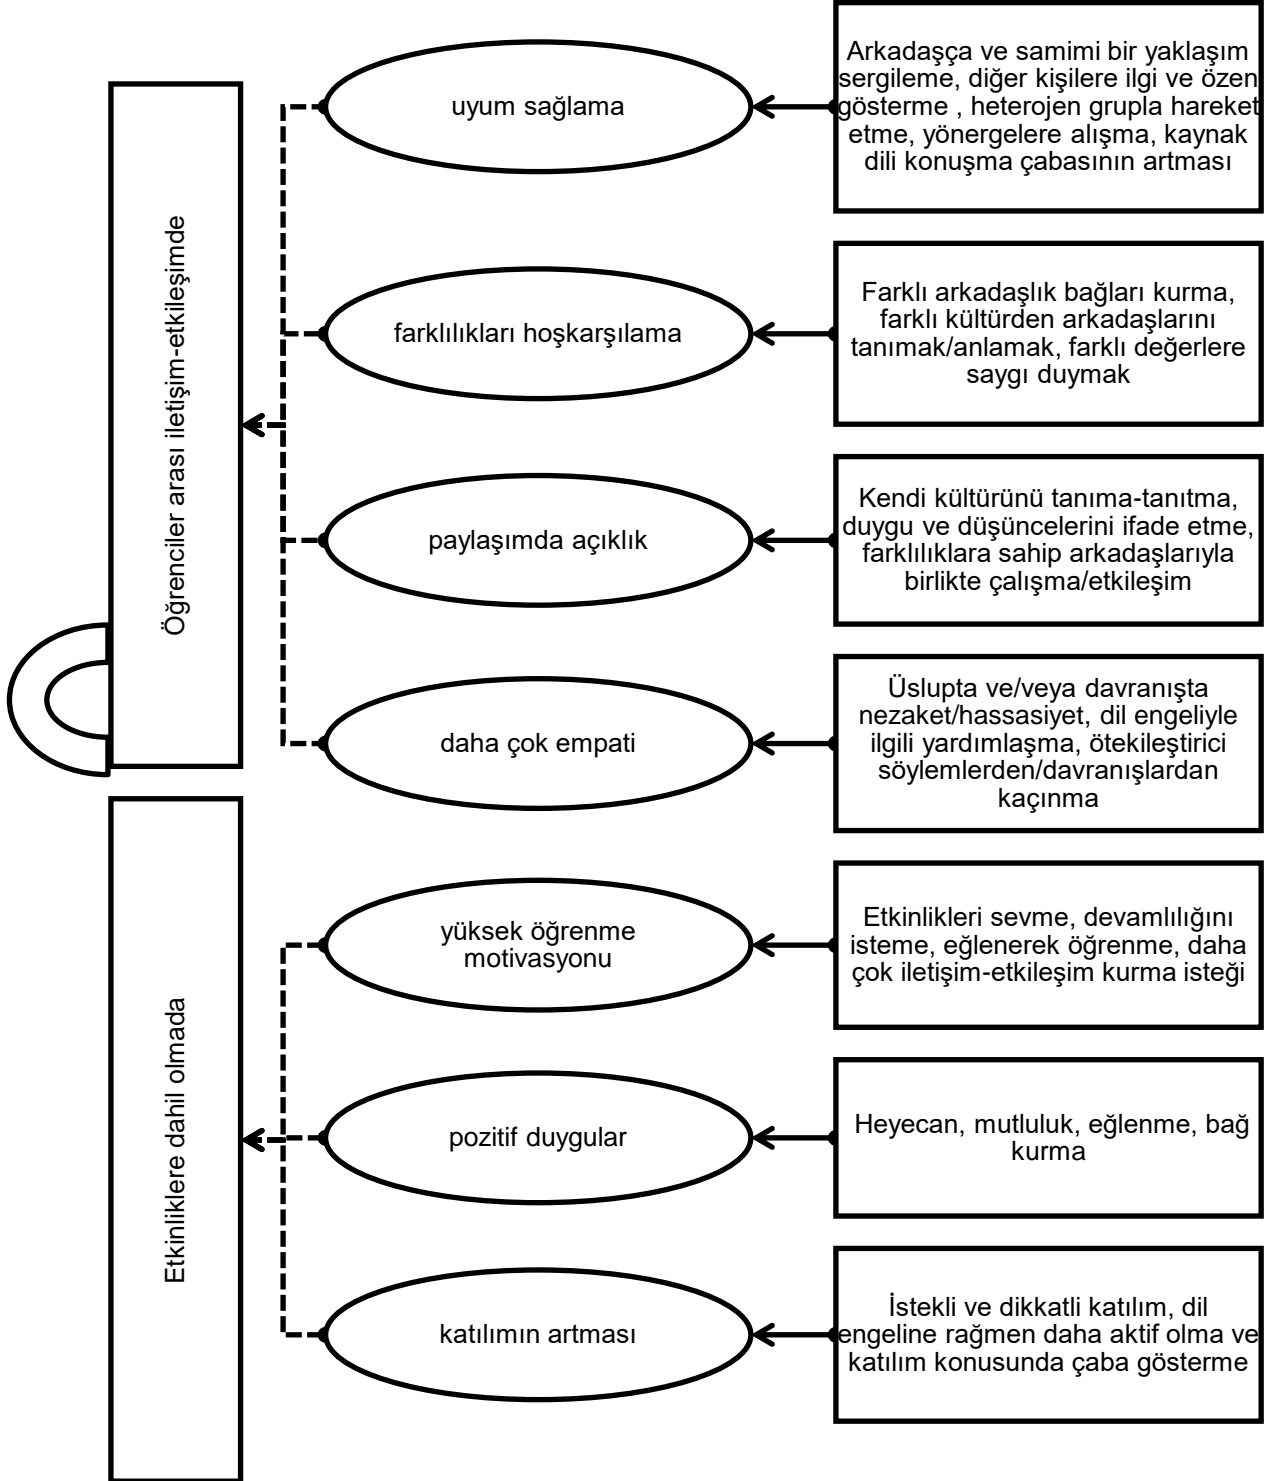 Öğrenciler arası iletişim-etkileşimde
uyum sağlama
Arkadaşça ve samimi bir yaklaşım
sergileme, diğer kişilere ilgi ve özen
gösterme , heterojen grupla hareket
etme, yönergelere alışma, kaynak
dili konuşma çabasının artması
farklılıkları hoşkarşılama
Farklı arkadaşlık bağları kurma,
farklı kültürden arkadaşlarını
tanımak/anlamak, farklı değerlere
saygı duymak
paylaşımda açıklık
Kendi kültürünü tanıma-tanıtma,
duygu ve düşüncelerini ifade etme,
farklılıklara sahip arkadaşlarıyla
birlikte çalışma/etkileşim
daha çok empati
Üslupta ve/veya davranışta
nezaket/hassasiyet, dil engeliyle
ilgili yardımlaşma, ötekileştirici
söylemlerden/davranışlardan
kaçınma
Etkinliklere dahil olmada
yüksek öğrenme
motivasyonu
Etkinlikleri sevme, devamlılığını
isteme, eğlenerek öğrenme, daha
çok iletişim-etkileşim kurma isteği
pozitif duygular
Heyecan, mutluluk, eğlenme, bağ
kurma
katılımın artması
İstekli ve dikkatli katılım, dil
engeline rağmen daha aktif olma ve
katılım konusunda çaba gösterme